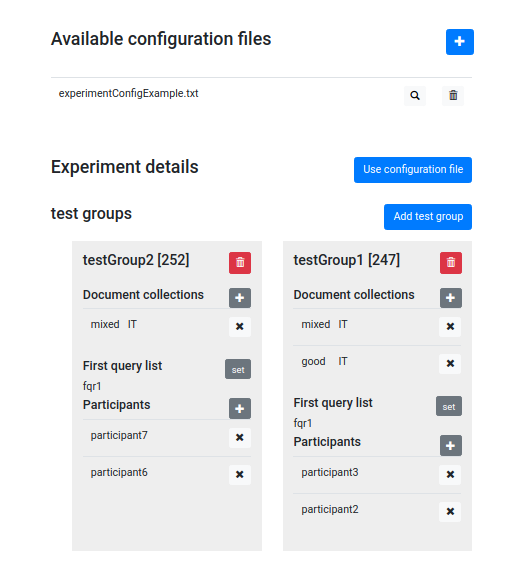 Available configuration files
experimentConfigExample.txt
Experiment details
Use configuration file
test groups
Add test group
testGroup2 [252]
Document collections
mixed IT
First query list
set
fqr1
Participants
participant7
participant6
testGroup1 [247]
Document collections
mixed IT
good IT
First query list
set
fqr1
Participants
participant3
participant2